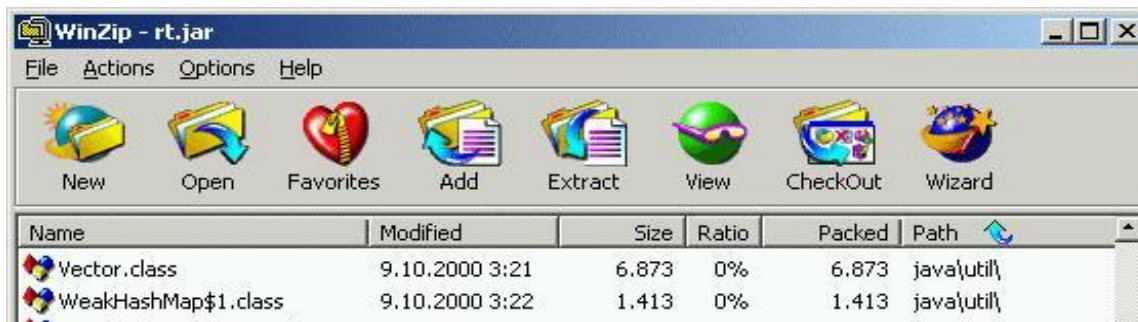 WinZip - rt.jar
File Actions Options Help
New Open Favorites Add Extract View CheckOut Wizard
Name Modified Size Ratio Packed Path
Vector.class 9.10.2000 3:21 6.873 0% 6.873 java\util\
WeakHashMap$1.class 9.10.2000 3:22 1.413 0% 1.413 java\util\